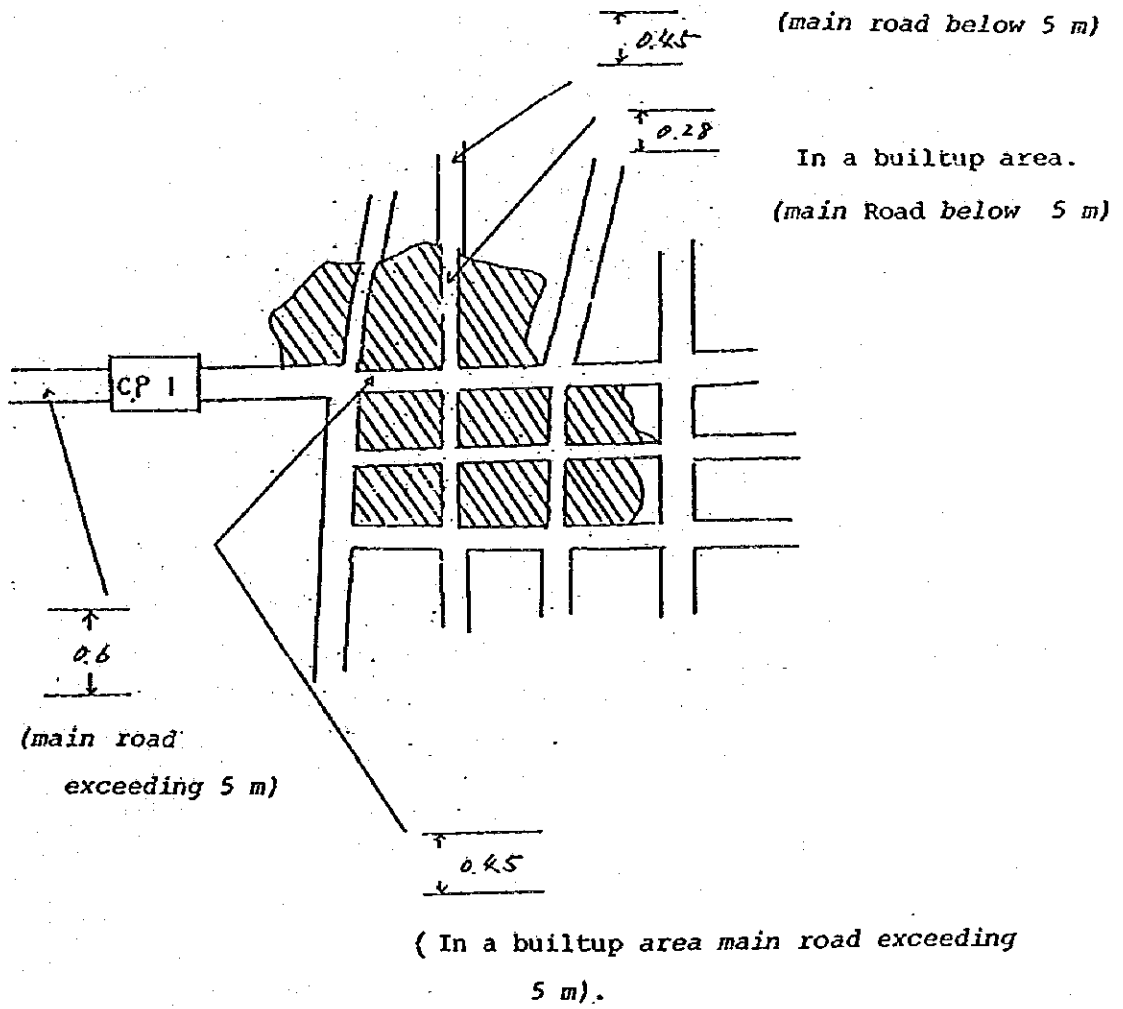 0.45
(main road below 5 m)
0.28
In a builtup area.
(main Road below 5 m)
CP 1
0.6
(main road
exceeding 5 m)
0.45
( In a builtup area main road exceeding
5 m).